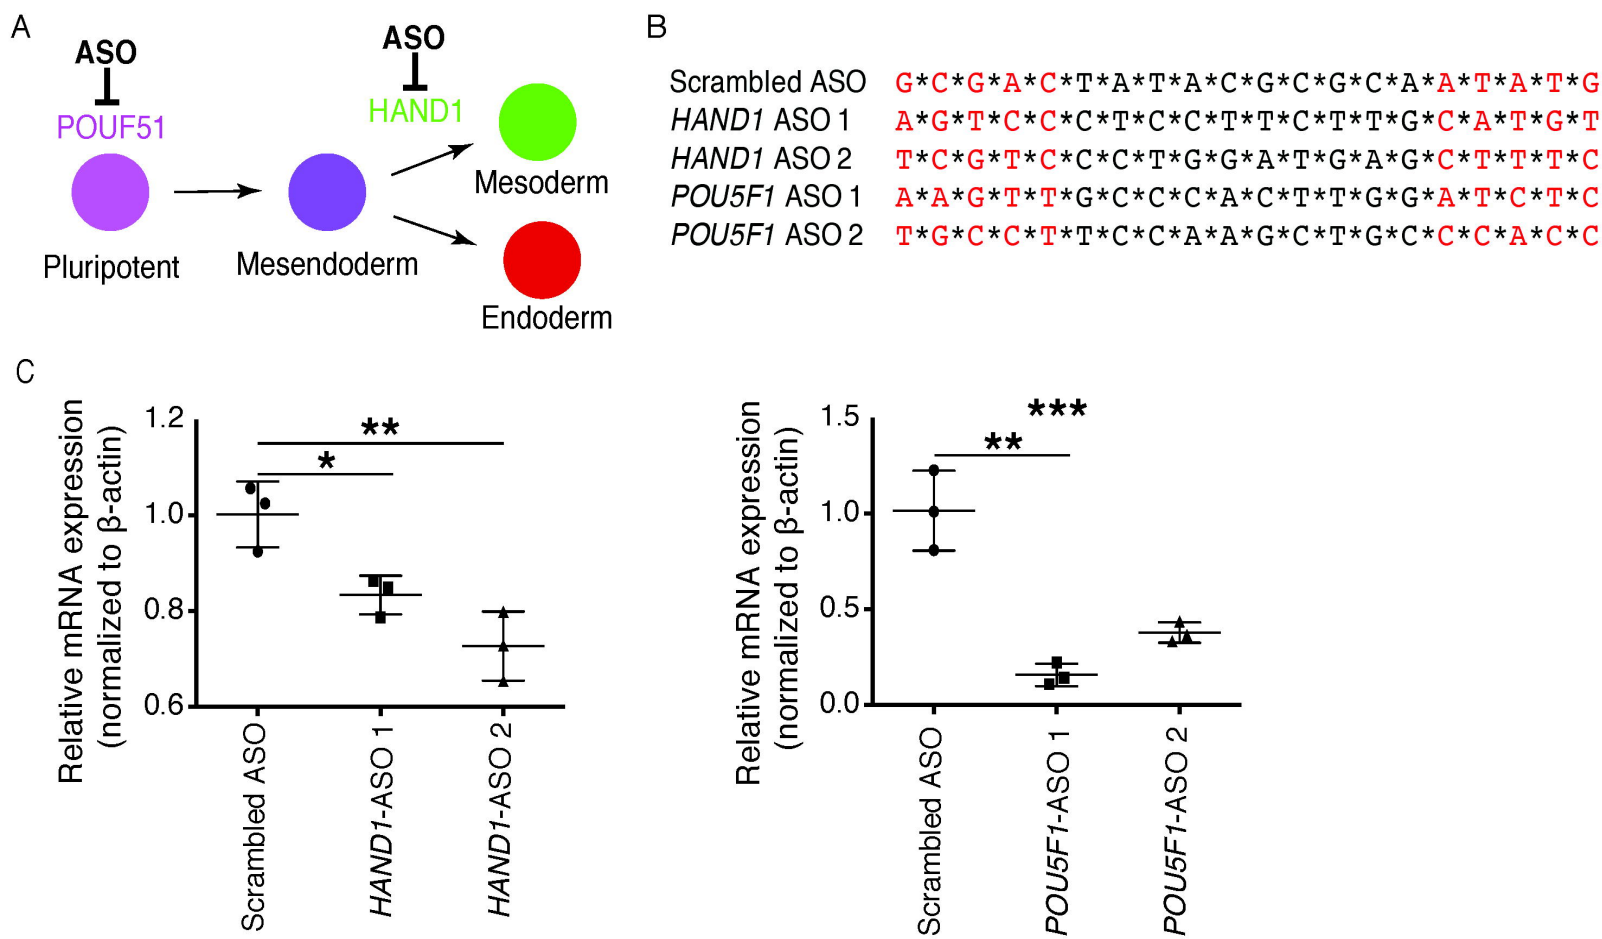 A
ASO
POUF51
Pluripotent
Mesendoderm
ASO
HAND1
Mesoderm
Endoderm
B
Scrambled ASO G*C*G*A*C*T*A*T*A*C*G*C*G*C*A*A*T*A*T*G
HAND1 ASO 1 A*G*T*C*C*C*T*C*C*T*T*C*T*T*G*C*A*T*G*T
HAND1 ASO 2 T*C*G*T*C*C*C*T*G*G*A*T*G*A*G*C*T*T*T*C
POU5F1 ASO 1 A*A*G*T*T*G*C*C*C*A*C*T*T*G*G*A*T*C*T*C
POU5F1 ASO 2 T*G*C*C*T*T*C*C*A*A*G*C*T*G*C*C*C*A*C*C
C
Relative mRNA expression
(normalized to β-actin)
1.2
1.0
0.8
0.6
**
*
Scrambled ASO
HAND1-ASO 1
HAND1-ASO 2
Relative mRNA expression
(normalized to β-actin)
1.5
1.0
0.5
0.0
***
**
Scrambled ASO
POU5F1-ASO 1
POU5F1-ASO 2